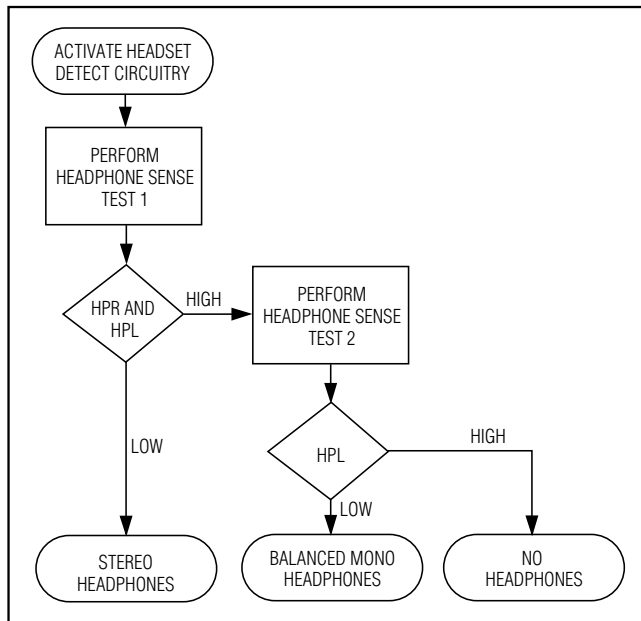 ACTIVATE HEADSET
DETECT CIRCUITRY
PERFORM
HEADPHONE SENSE
TEST 1
HPR AND
HPL
HIGH
PERFORM
HEADPHONE SENSE
TEST 2
LOW
HPL
HIGH
LOW
STEREO
HEADPHONES
BALANCED MONO
HEADPHONES
NO
HEADPHONES